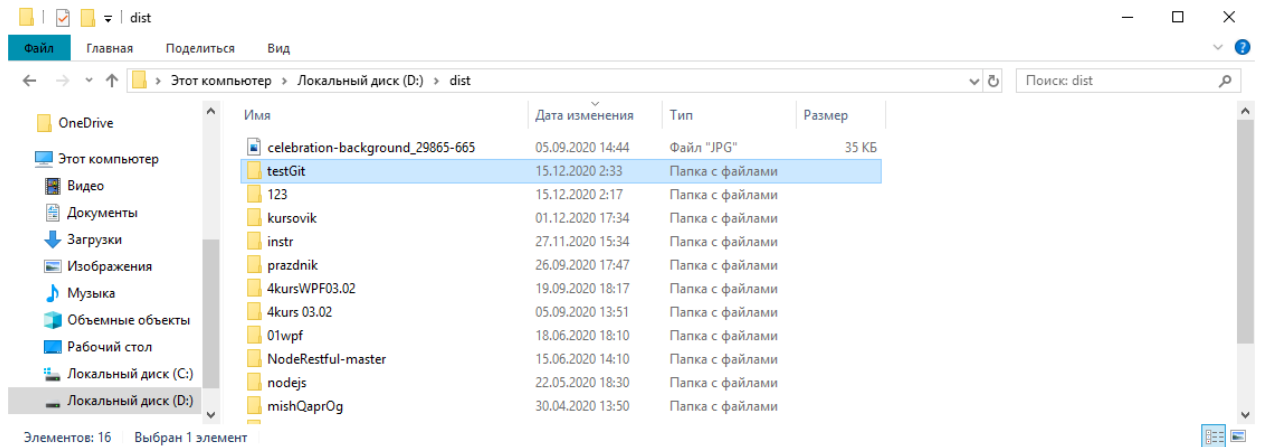 dist
Файл Главная Поделиться Вид
Этот компьютер › Локальный диск (D:) › dist Поиск: dist
OneDrive
Этот компьютер
Видео
Документы
Загрузки
Изображения
Музыка
Объемные объекты
Рабочий стол
Локальный диск (C:)
Локальный диск (D:)
Имя Дата изменения Тип Размер
celebration-background_29865-665 05.09.2020 14:44 Файл "JPG" 35 КБ
testGit 15.12.2020 2:33 Папка с файлами
123 15.12.2020 2:17 Папка с файлами
kursovik 01.12.2020 17:34 Папка с файлами
instr 27.11.2020 15:34 Папка с файлами
prazdnik 26.09.2020 17:47 Папка с файлами
4kursWPF03.02 19.09.2020 18:17 Папка с файлами
4kurs 03.02 05.09.2020 13:51 Папка с файлами
01wpf 18.06.2020 18:10 Папка с файлами
NodeRestful-master 15.06.2020 14:10 Папка с файлами
nodejs 22.05.2020 18:30 Папка с файлами
mishQaprOg 30.04.2020 13:50 Папка с файлами
Элементов: 16 Выбран 1 элемент